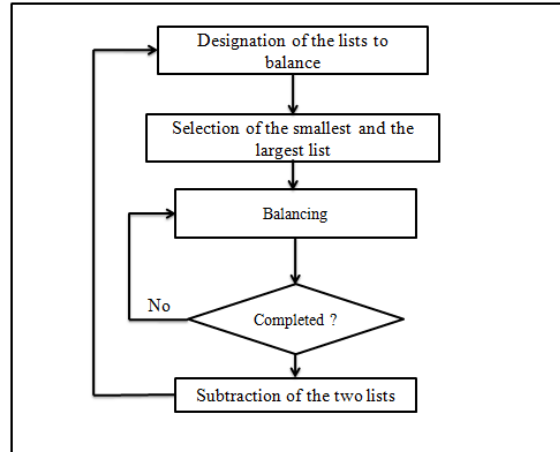 Designation of the lists to
balance
Selection of the smallest and the
largest list
Balancing
No
Completed ?
Subtraction of the two lists